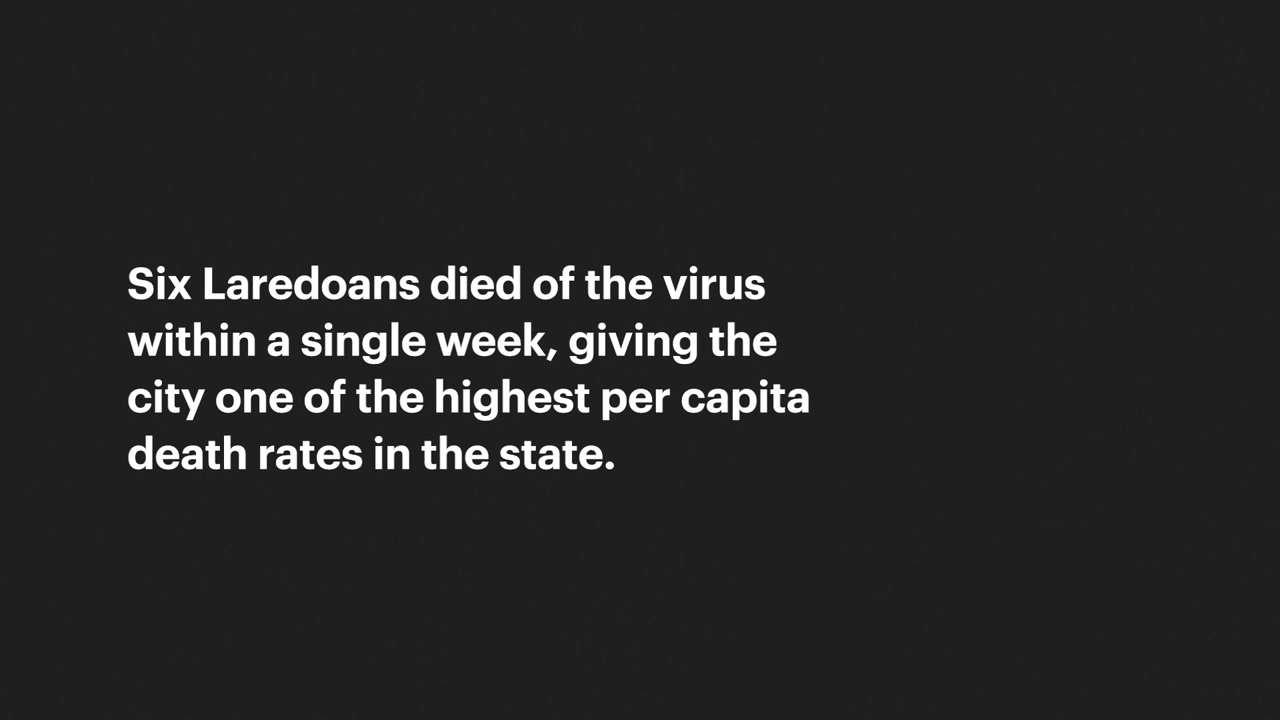 Six Laredoans died of the virus
within a single week, giving the
city one of the highest per capita
death rates in the state.